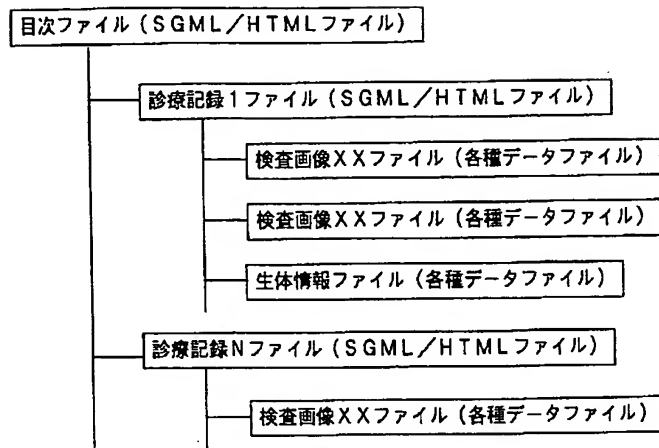 目次ファイル（SGML／HTMLファイル）
診療記録1ファイル（SGML／HTMLファイル）
検査画像XXファイル（各種データファイル）
検査画像XXファイル（各種データファイル）
生体情報ファイル（各種データファイル）
診療記録Nファイル（SGML／HTMLファイル）
検査画像XXファイル（各種データファイル）